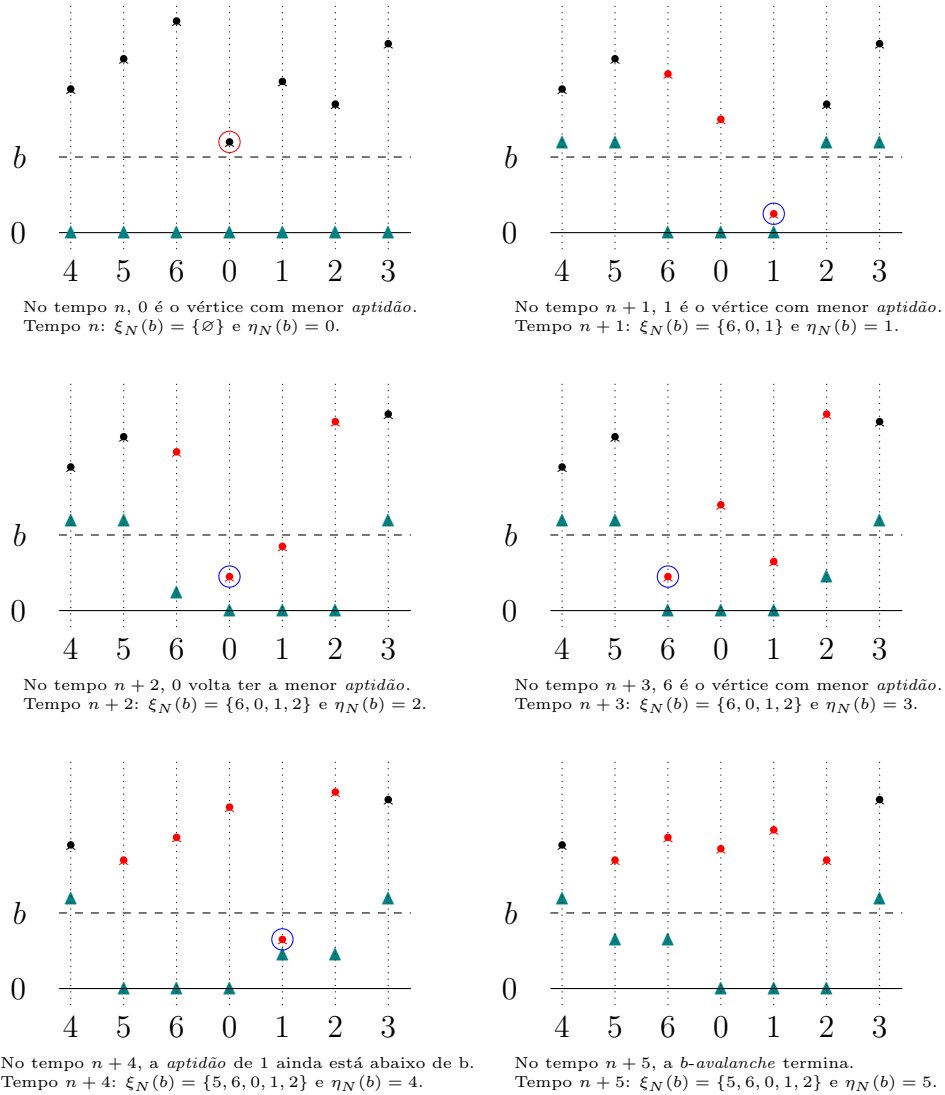 b
0
4 5 6 0 1 2 3
No tempo n, 0 é o vértice com menor aptidão.
Tempo n: ξ_N(b) = {∅} e η_N(b) = 0.
b
0
4 5 6 0 1 2 3
No tempo n + 1, 1 é o vértice com menor aptidão.
Tempo n + 1: ξ_N(b) = {6, 0, 1} e η_N(b) = 1.
b
0
4 5 6 0 1 2 3
No tempo n + 2, 0 volta ter a menor aptidão.
Tempo n + 2: ξ_N(b) = {6, 0, 1, 2} e η_N(b) = 2.
b
0
4 5 6 0 1 2 3
No tempo n + 3, 6 é o vértice com menor aptidão.
Tempo n + 3: ξ_N(b) = {6, 0, 1, 2} e η_N(b) = 3.
b
0
4 5 6 0 1 2 3
No tempo n + 4, a aptidão de 1 ainda está abaixo de b.
Tempo n + 4: ξ_N(b) = {5, 6, 0, 1, 2} e η_N(b) = 4.
b
0
4 5 6 0 1 2 3
No tempo n + 5, a b-avalanche termina.
Tempo n + 5: ξ_N(b) = {5, 6, 0, 1, 2} e η_N(b) = 5.